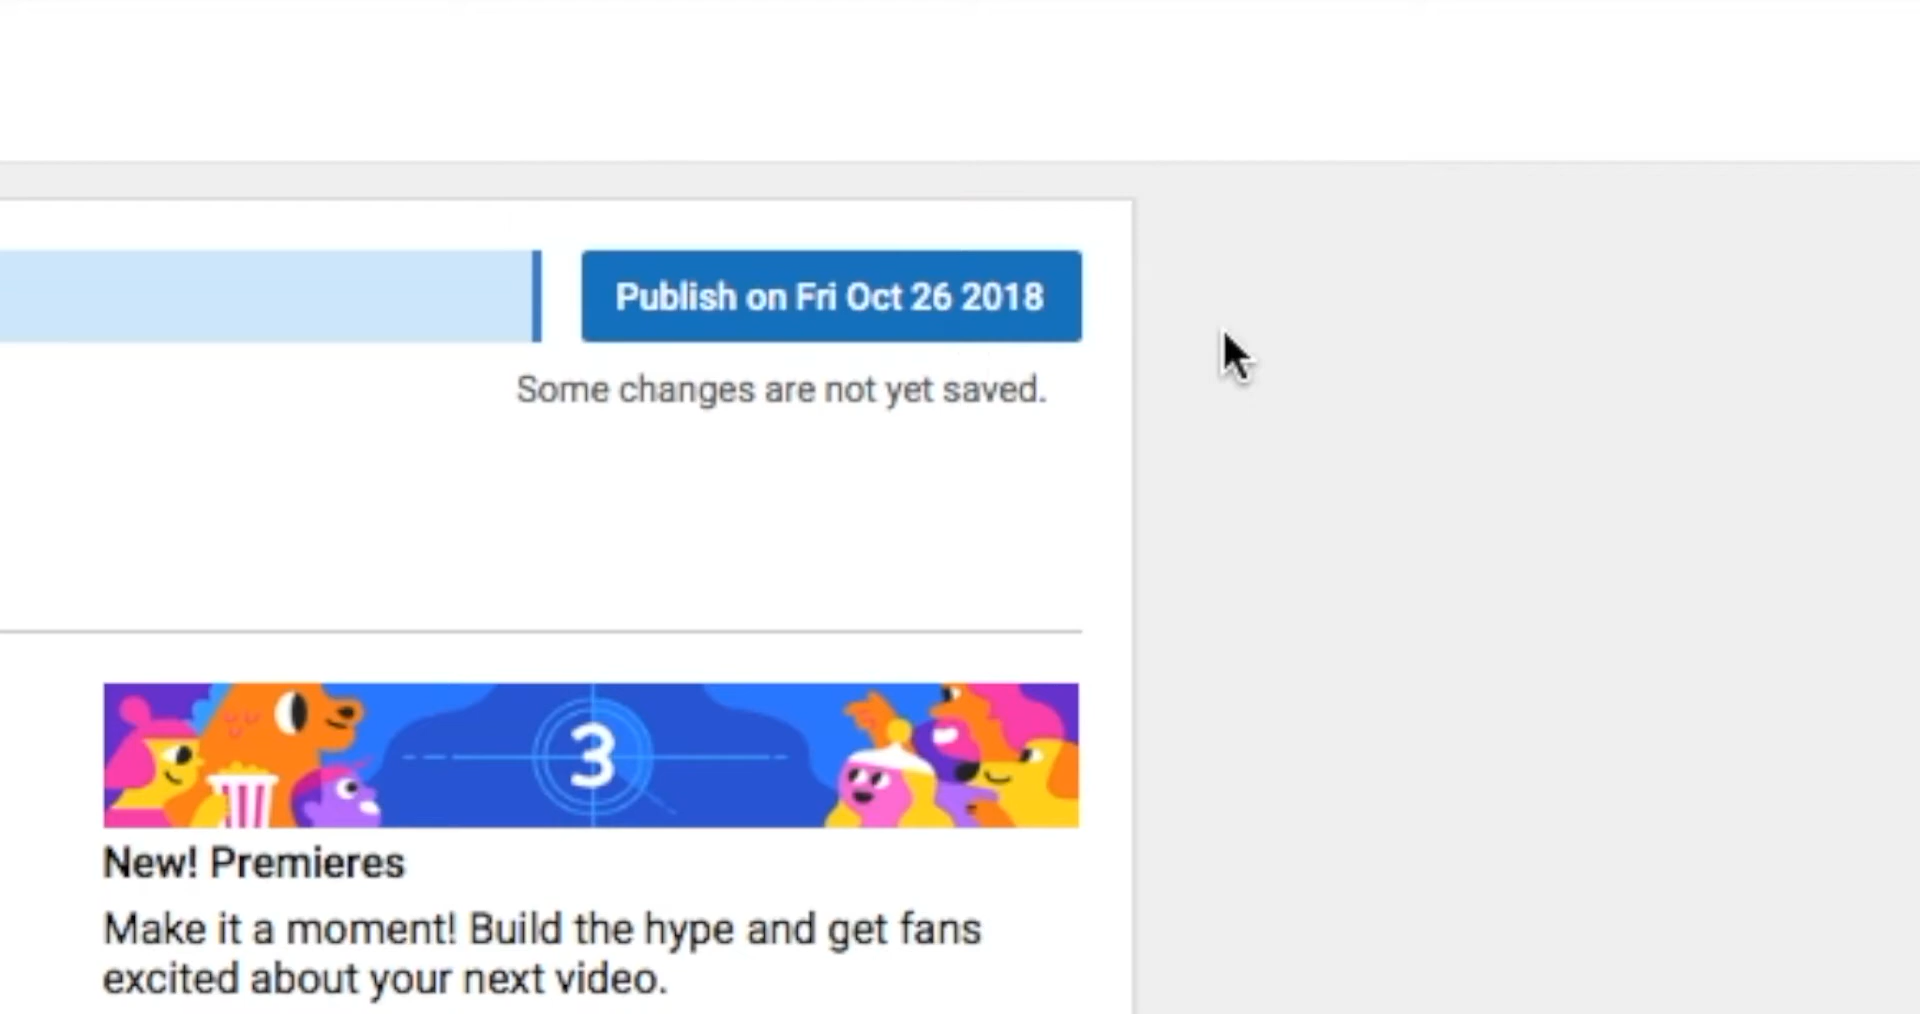 Publish on Fri Oct 26 2018
Some changes are not yet saved.
3
New! Premieres
Make it a moment! Build the hype and get fans
excited about your next video.